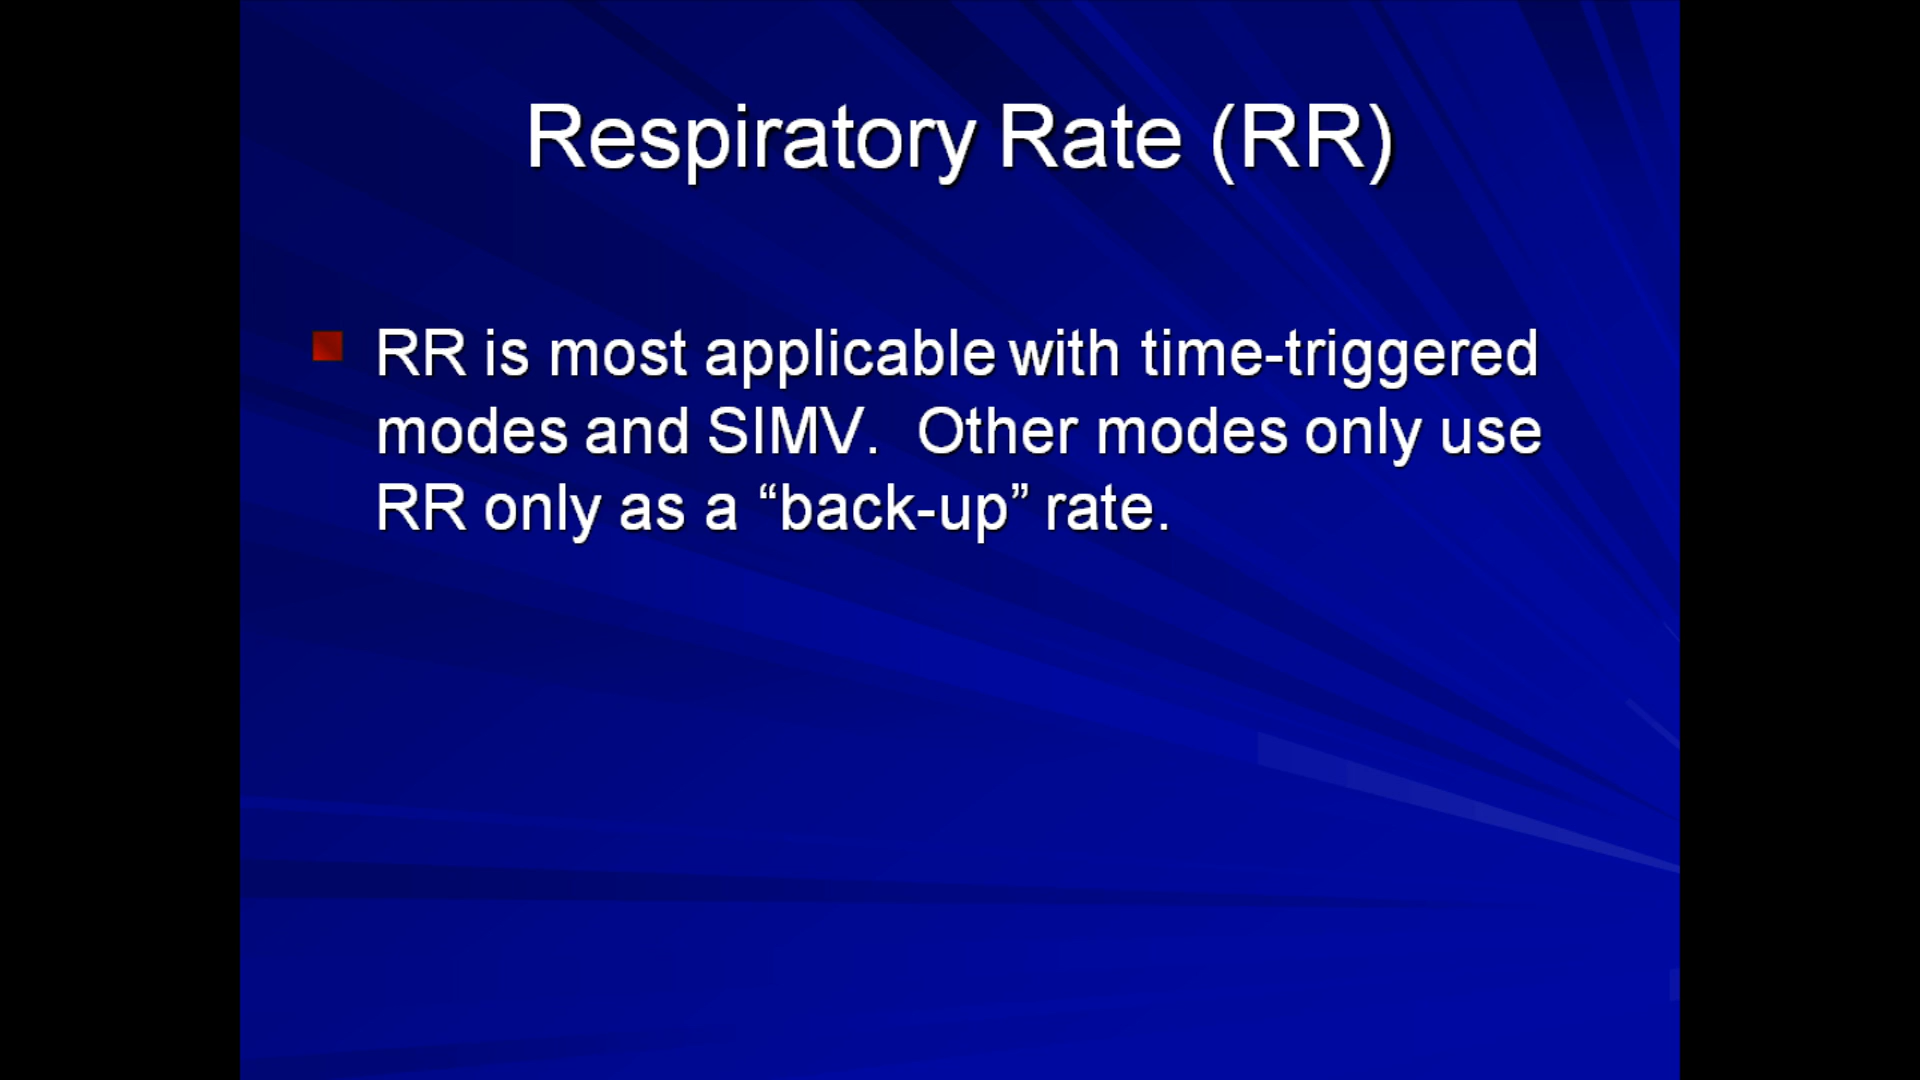 Respiratory Rate (RR)
RR is most applicable with time-triggered
modes and SIMV.  Other modes only use
RR only as a “back-up” rate.